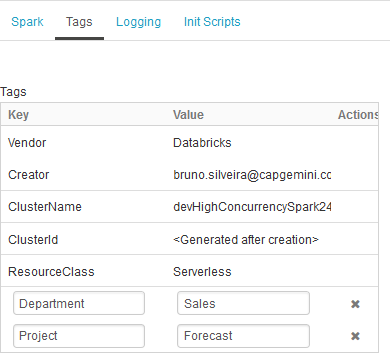 Spark Tags Logging Init Scripts
Tags
Key Value Actions
Vendor Databricks
Creator bruno.silveira@capgemini.cc
ClusterName devHighConcurrencySpark24
ClusterId <Generated after creation>
ResourceClass Serverless
Department Sales ✖
Project Forecast ✖